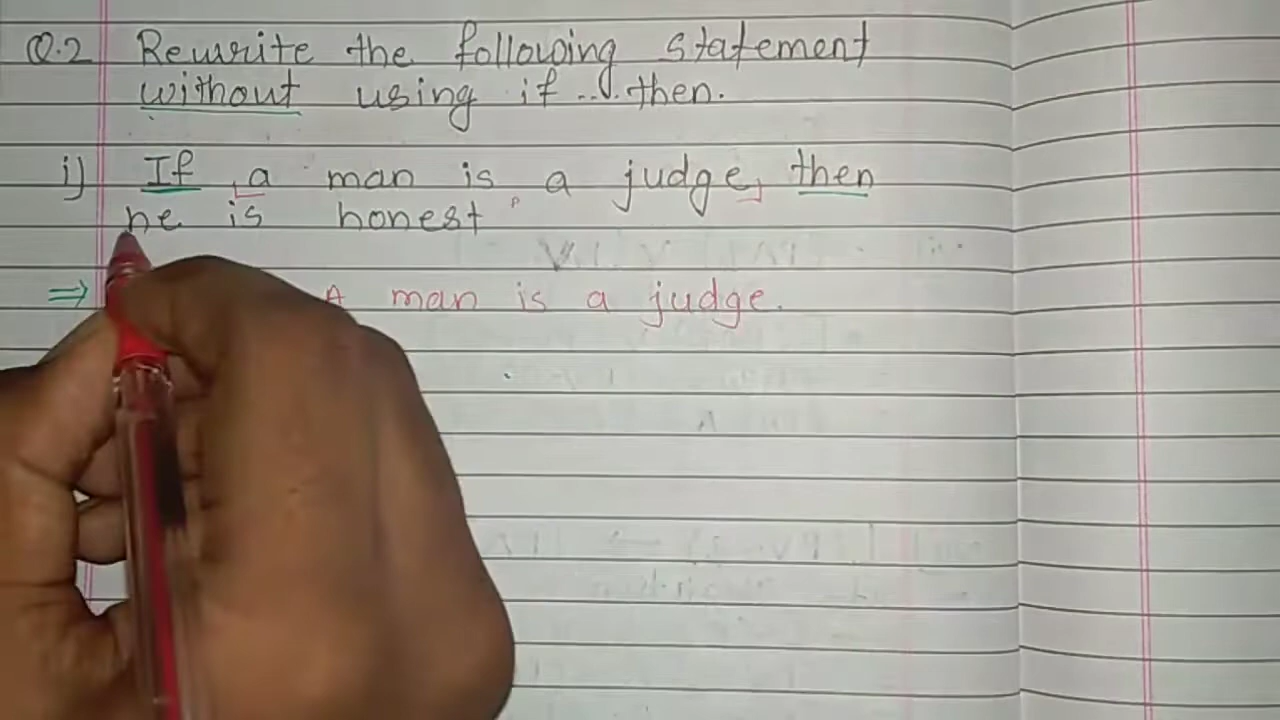 Q.2 Rewrite the following statement
without using if ... then.
i) If a man is a judge, then
he is honest
⇒ A man is a judge.